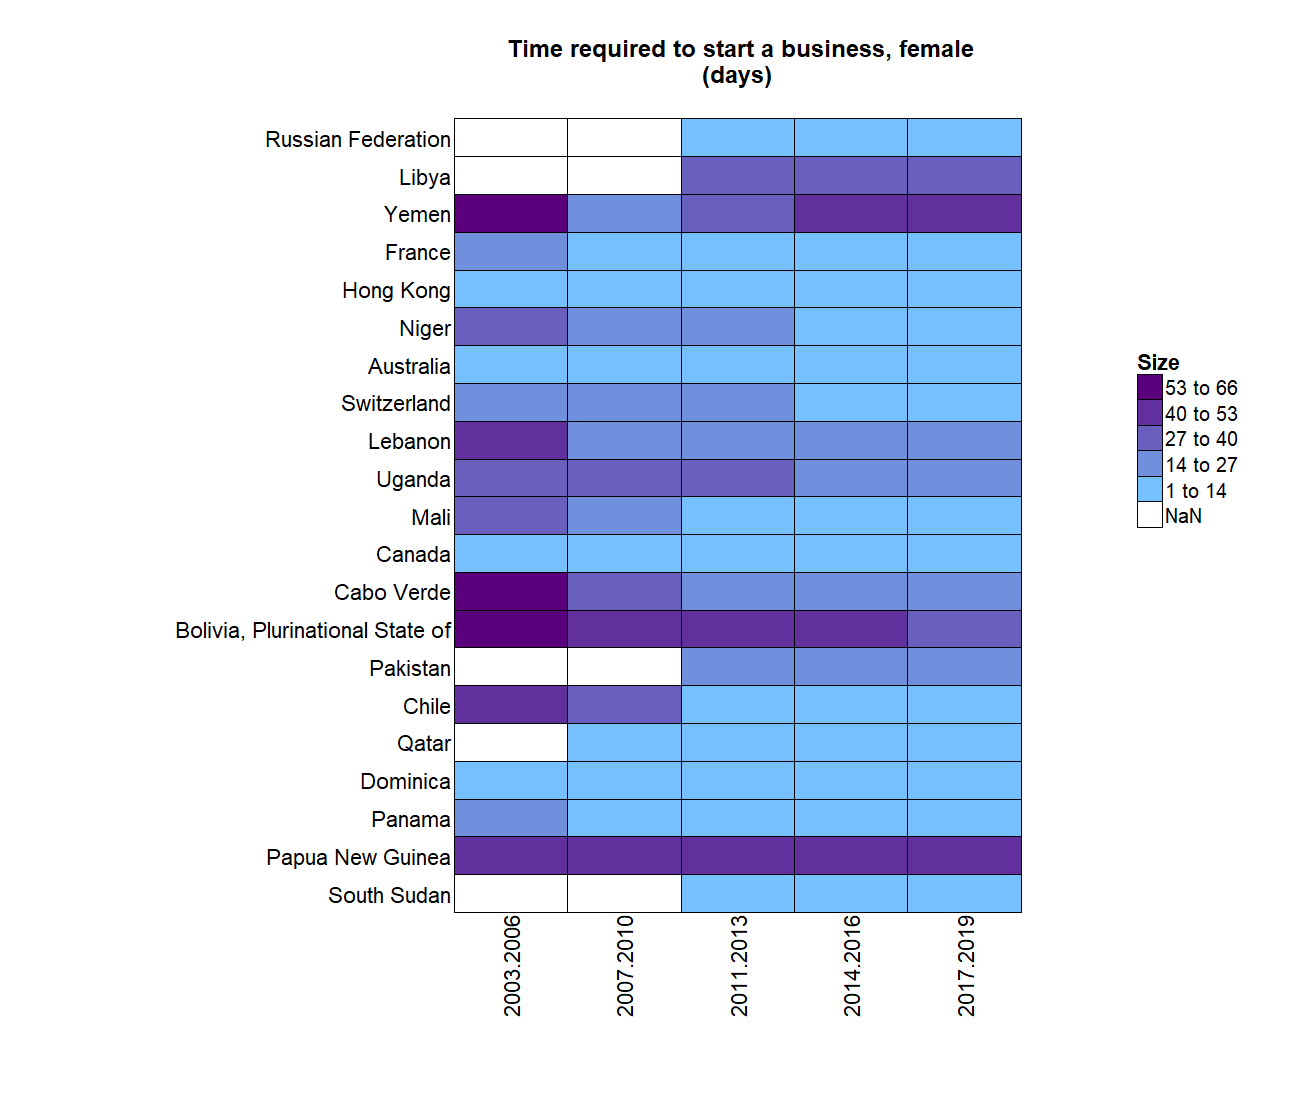 Time required to start a business, female
(days)
Russian Federation
Libya
Yemen
France
Hong Kong
Niger
Australia
Switzerland
Lebanon
Uganda
Mali
Canada
Cabo Verde
Bolivia, Plurinational State of
Pakistan
Chile
Qatar
Dominica
Panama
Papua New Guinea
South Sudan
2003.2006
2007.2010
2011.2013
2014.2016
2017.2019
Size
53 to 66
40 to 53
27 to 40
14 to 27
1 to 14
NaN